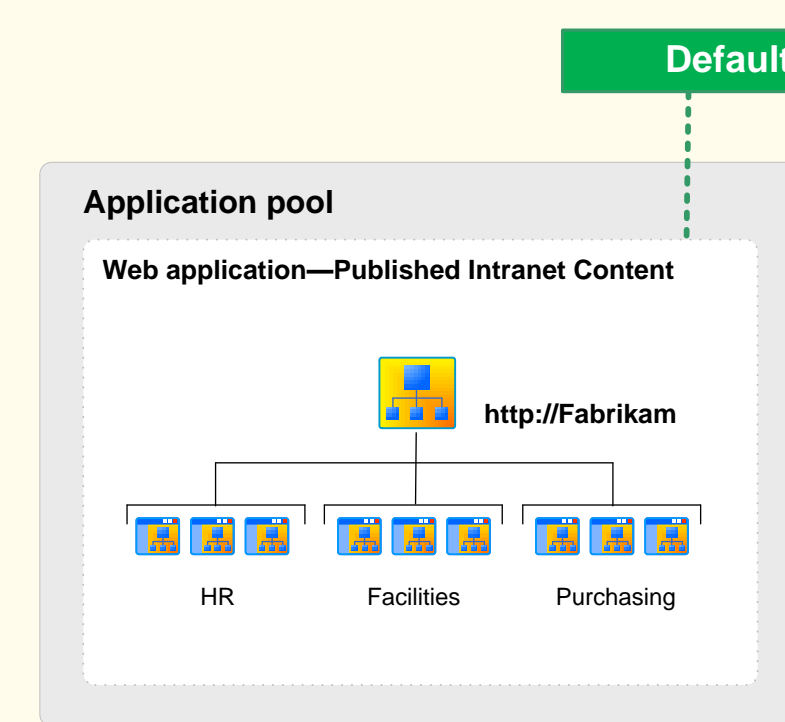 Default
Application pool
Web application—Published Intranet Content
http://Fabrikam
HR Facilities Purchasing